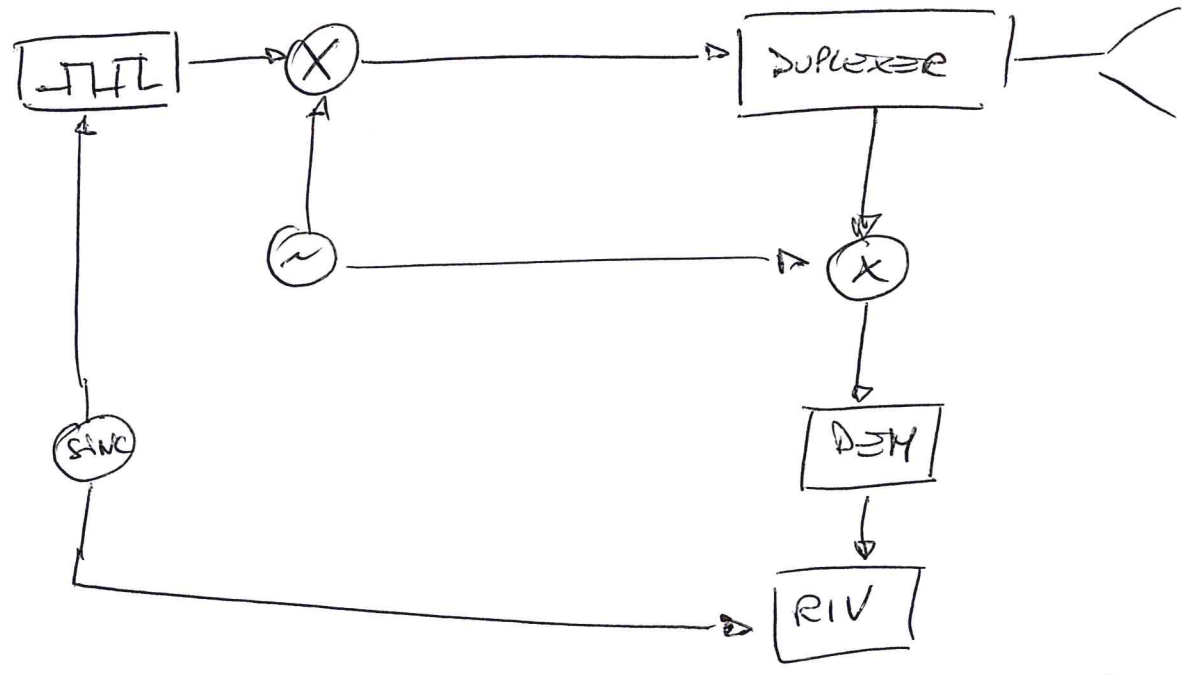 X
DUPLEXER
~
X
SINC
DEM
RIV